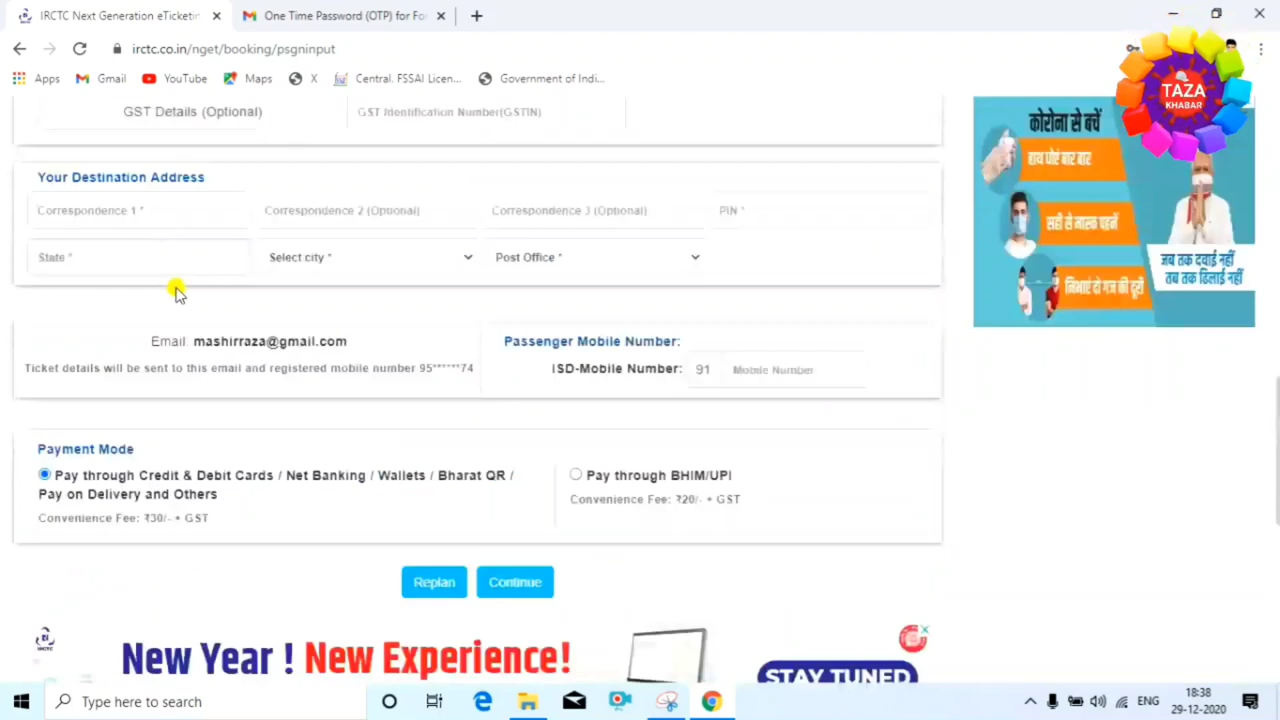 IRCTC Next Generation eTicketin
One Time Password (OTP) for For
irctc.co.in/nget/booking/psgninput
Apps
Gmail
YouTube
Maps
X
Central. FSSAI Licen...
Government of Indi...
TAZA
KHABAR
GST Details (Optional)
GST Identification Number(GSTIN)
कोरोना से बचें
हाथ धोएं बार बार
सही से मास्क पहनें
जब तक दवाई नहीं
तब तक ढिलाई नहीं
निभाएं दो गज की दूरी
Your Destination Address
Correspondence 1 *
Correspondence 2 (Optional)
Correspondence 3 (Optional)
PIN *
State *
Select city *
Post Office *
Email: mashirraza@gmail.com
Ticket details will be sent to this email and registered mobile number 95******74
Passenger Mobile Number:
ISD-Mobile Number:
91
Mobile Number
Payment Mode
Pay through Credit & Debit Cards / Net Banking / Wallets / Bharat QR /
Pay on Delivery and Others
Convenience Fee: ₹30/- + GST
Pay through BHIM/UPI
Convenience Fee: ₹20/- + GST
Replan
Continue
IRCTC
New Year ! New Experience!
STAY TUNED
Type here to search
ENG
18:38
29-12-2020